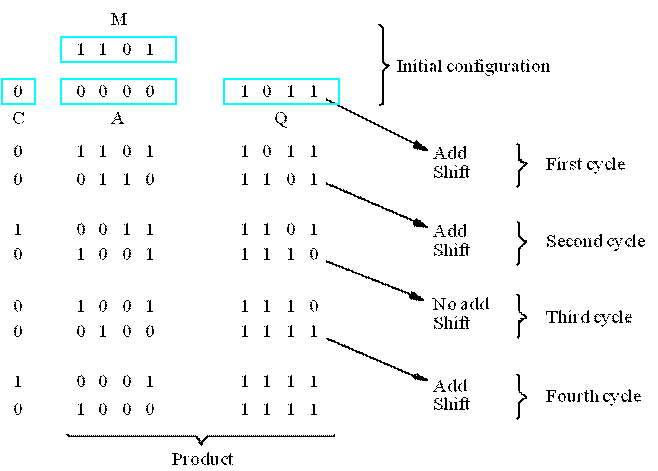 M
1 1 0 1
Initial configuration
0 0 0 0 0 1 0 1 1
C A Q
0 1 1 0 1 1 0 1 1 Add
0 0 1 1 0 1 1 0 1 Shift
First cycle
1 0 0 1 1 1 1 0 1 Add
0 1 0 0 1 1 1 1 0 Shift
Second cycle
0 1 0 0 1 1 1 1 0 No add
0 0 1 0 0 1 1 1 1 Shift
Third cycle
1 0 0 0 1 1 1 1 1 Add
0 1 0 0 0 1 1 1 1 Shift
Fourth cycle
Product